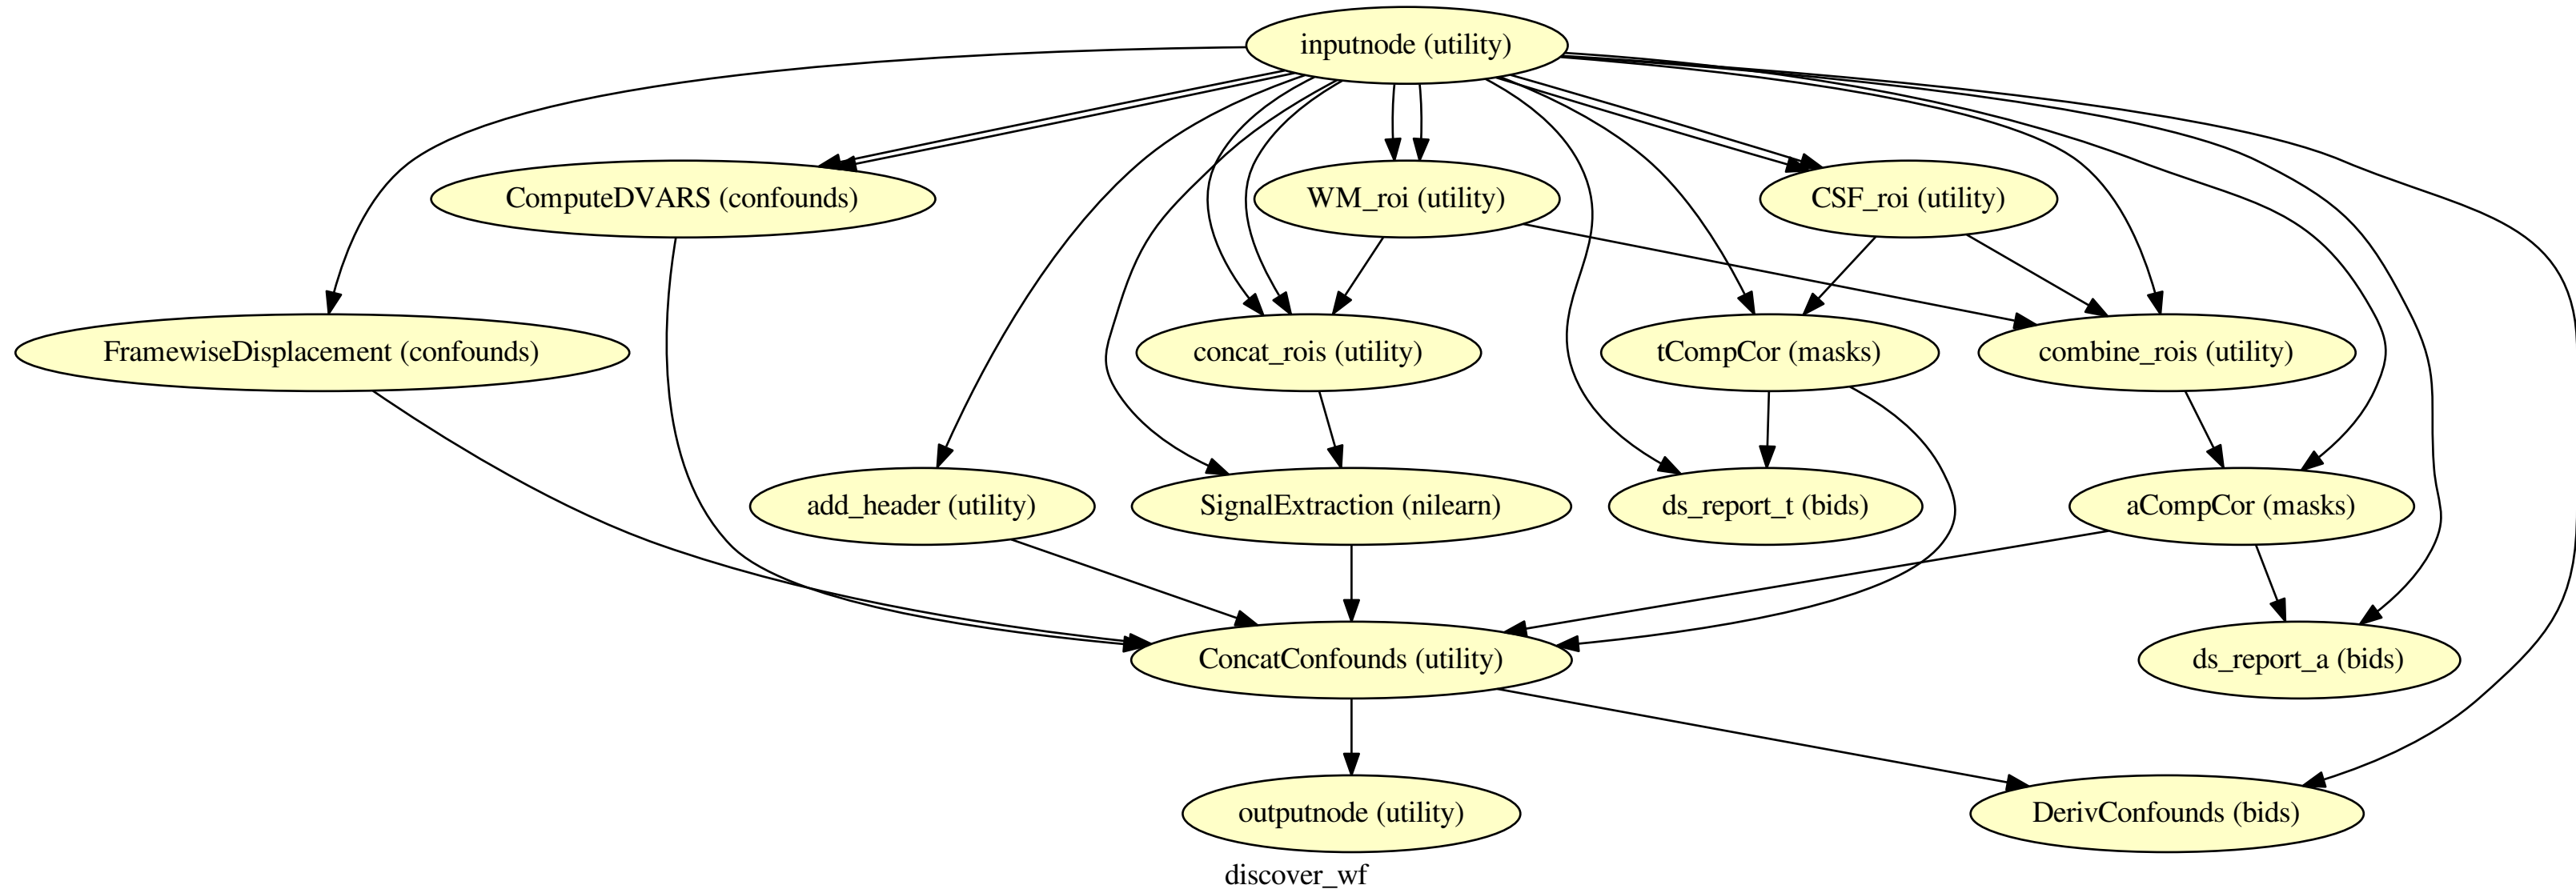 inputnode (utility)
ComputeDVARS (confounds)
WM_roi (utility)
CSF_roi (utility)
FramewiseDisplacement (confounds)
concat_rois (utility)
tCompCor (masks)
combine_rois (utility)
add_header (utility)
SignalExtraction (nilearn)
ds_report_t (bids)
aCompCor (masks)
ConcatConfounds (utility)
ds_report_a (bids)
outputnode (utility)
DerivConfounds (bids)
discover_wf